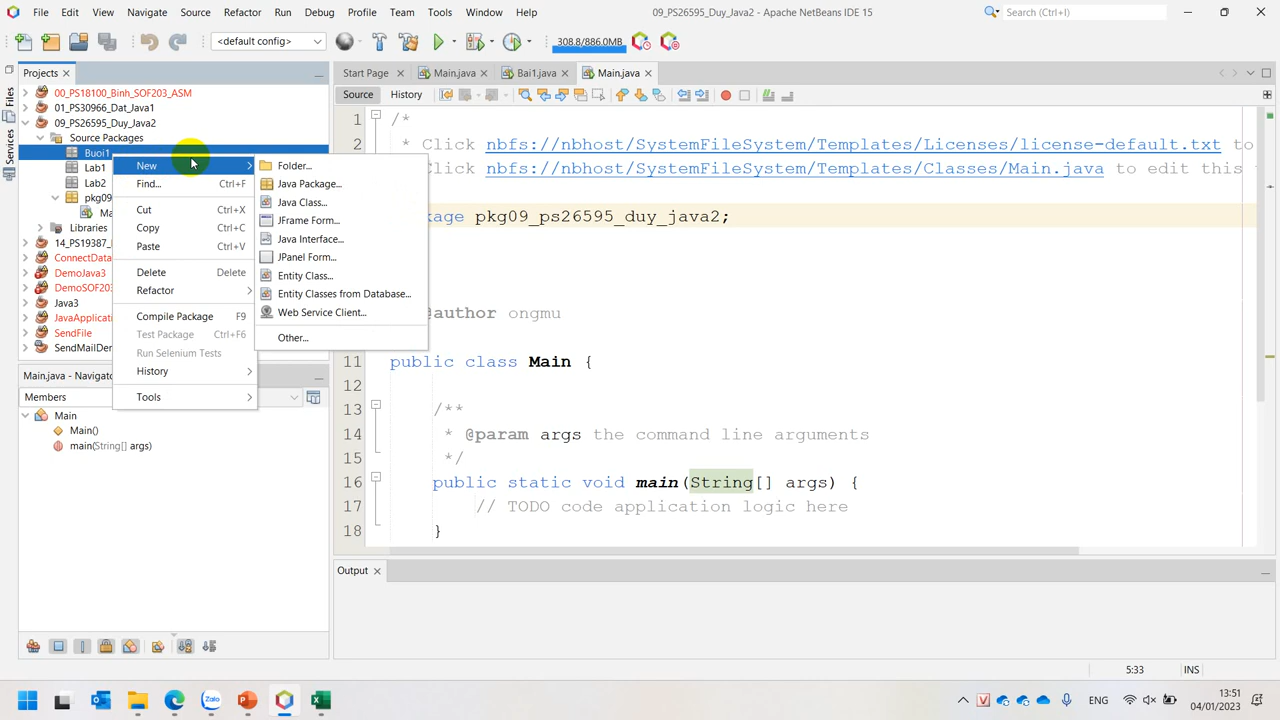 File Edit View Navigate Source Refactor Run Debug Profile Team Tools Window Help
09_PS26595_Duy_Java2 - Apache NetBeans IDE 15
Search (Ctrl+I)
<default config>
308.8/886.0MB
Projects
Files
Services
00_PS18100_Binh_SOF203_ASM
01_PS30966_Dat_Java1
09_PS26595_Duy_Java2
Source Packages
Buoi1
Lab1
Lab2
pkg09
Ma
Libraries
14_PS19387_
ConnectData
DemoJava3
DemoSOF203
Java3
JavaApplicati
SendFile
SendMailDem
New
Find... Ctrl+F
Cut Ctrl+X
Copy Ctrl+C
Paste Ctrl+V
Delete Delete
Refactor
Compile Package F9
Test Package Ctrl+F6
Run Selenium Tests
History
Tools
Folder...
Java Package...
Java Class...
JFrame Form...
Java Interface...
JPanel Form...
Entity Class...
Entity Classes from Database...
Web Service Client...
Other...
Main.java - Navigato
Members
Main
Main()
main(String[] args)
Start Page Main.java Bai1.java Main.java
Source History
1 /*
2 * Click nbfs://nbhost/SystemFileSystem/Templates/Licenses/license-default.txt to
Click nbfs://nbhost/SystemFileSystem/Templates/Classes/Main.java to edit this
kage pkg09_ps26595_duy_java2;
@author ongmu
11 public class Main {
12
13 /**
14 * @param args the command line arguments
15 */
16 public static void main(String[] args) {
17 // TODO code application logic here
18 }
Output
5:33 INS
Zalo
ENG
13:51
04/01/2023